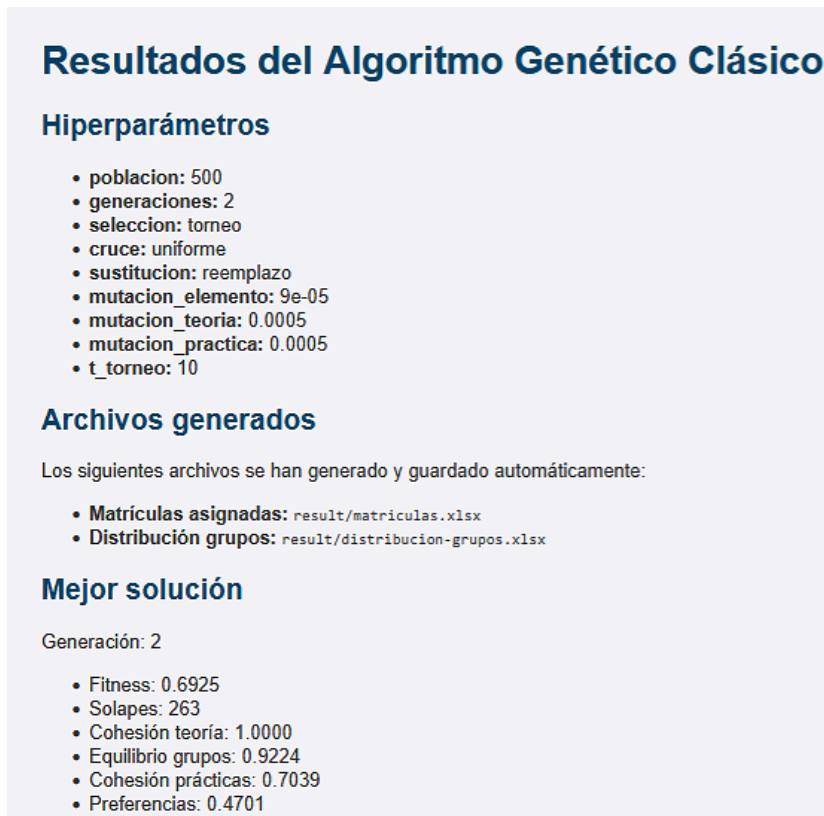 Resultados del Algoritmo Genético Clásico
Hiperparámetros
• poblacion: 500
• generaciones: 2
• seleccion: torneo
• cruce: uniforme
• sustitucion: reemplazo
• mutacion_elemento: 9e-05
• mutacion_teoria: 0.0005
• mutacion_practica: 0.0005
• t_torneo: 10
Archivos generados
Los siguientes archivos se han generado y guardado automáticamente:
• Matrículas asignadas: result/matriculas.xlsx
• Distribución grupos: result/distribucion-grupos.xlsx
Mejor solución
Generación: 2
• Fitness: 0.6925
• Solapes: 263
• Cohesión teoría: 1.0000
• Equilibrio grupos: 0.9224
• Cohesión prácticas: 0.7039
• Preferencias: 0.4701